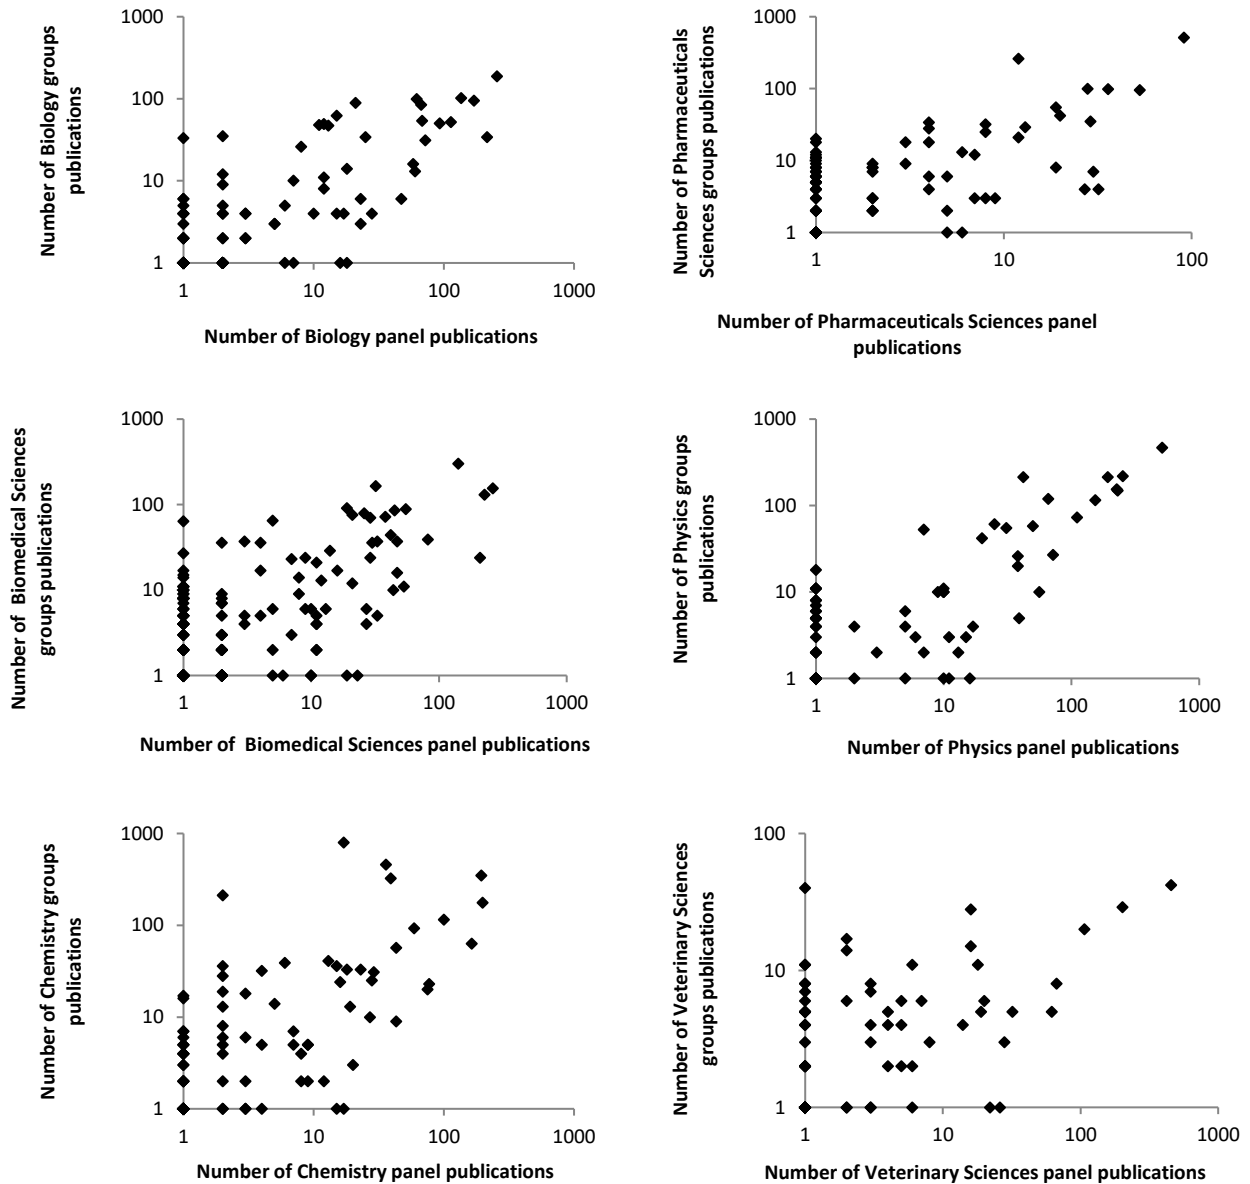 Number of Biology groups
publications
1000
100
10
1
1
10
100
1000
Number of Biology panel publications
Number of Pharmaceuticals
Sciences groups publications
1000
100
10
1
1
10
100
Number of Pharmaceuticals Sciences panel
publications
Number of  Biomedical Sciences
groups publications
1000
100
10
1
1
10
100
1000
Number of  Biomedical Sciences panel publications
Number of Physics groups
publications
1000
100
10
1
1
10
100
1000
Number of Physics panel publications
Number of Chemistry groups
publications
1000
100
10
1
1
10
100
1000
Number of Chemistry panel publications
Number of Veterinary Sciences
groups publications
100
10
1
1
10
100
1000
Number of Veterinary Sciences panel publications